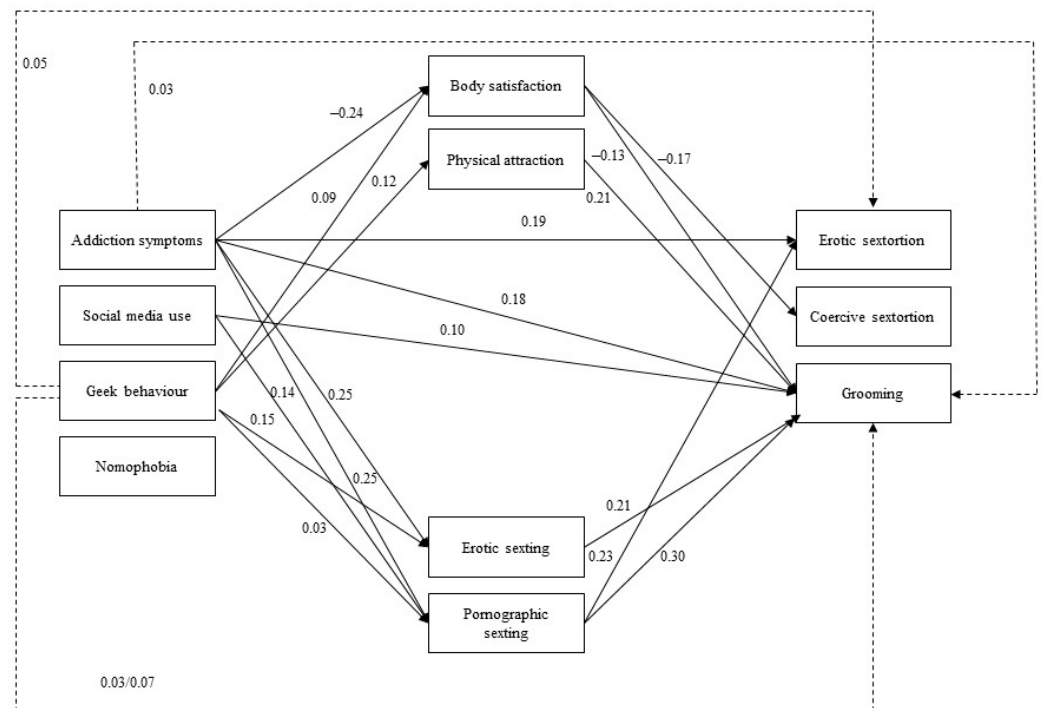 0.05
0.03
Body satisfaction
–0.24
Physical attraction
–0.13
–0.17
0.12
0.09
0.21
Addiction symptoms
0.19
Erotic sextortion
Social media use
0.18
Coercive sextortion
0.10
Geek behaviour
0.14
0.25
Grooming
0.15
Nomophobia
0.25
0.21
0.03
Erotic sexting
0.23
0.30
Pornographic
sexting
0.03/0.07